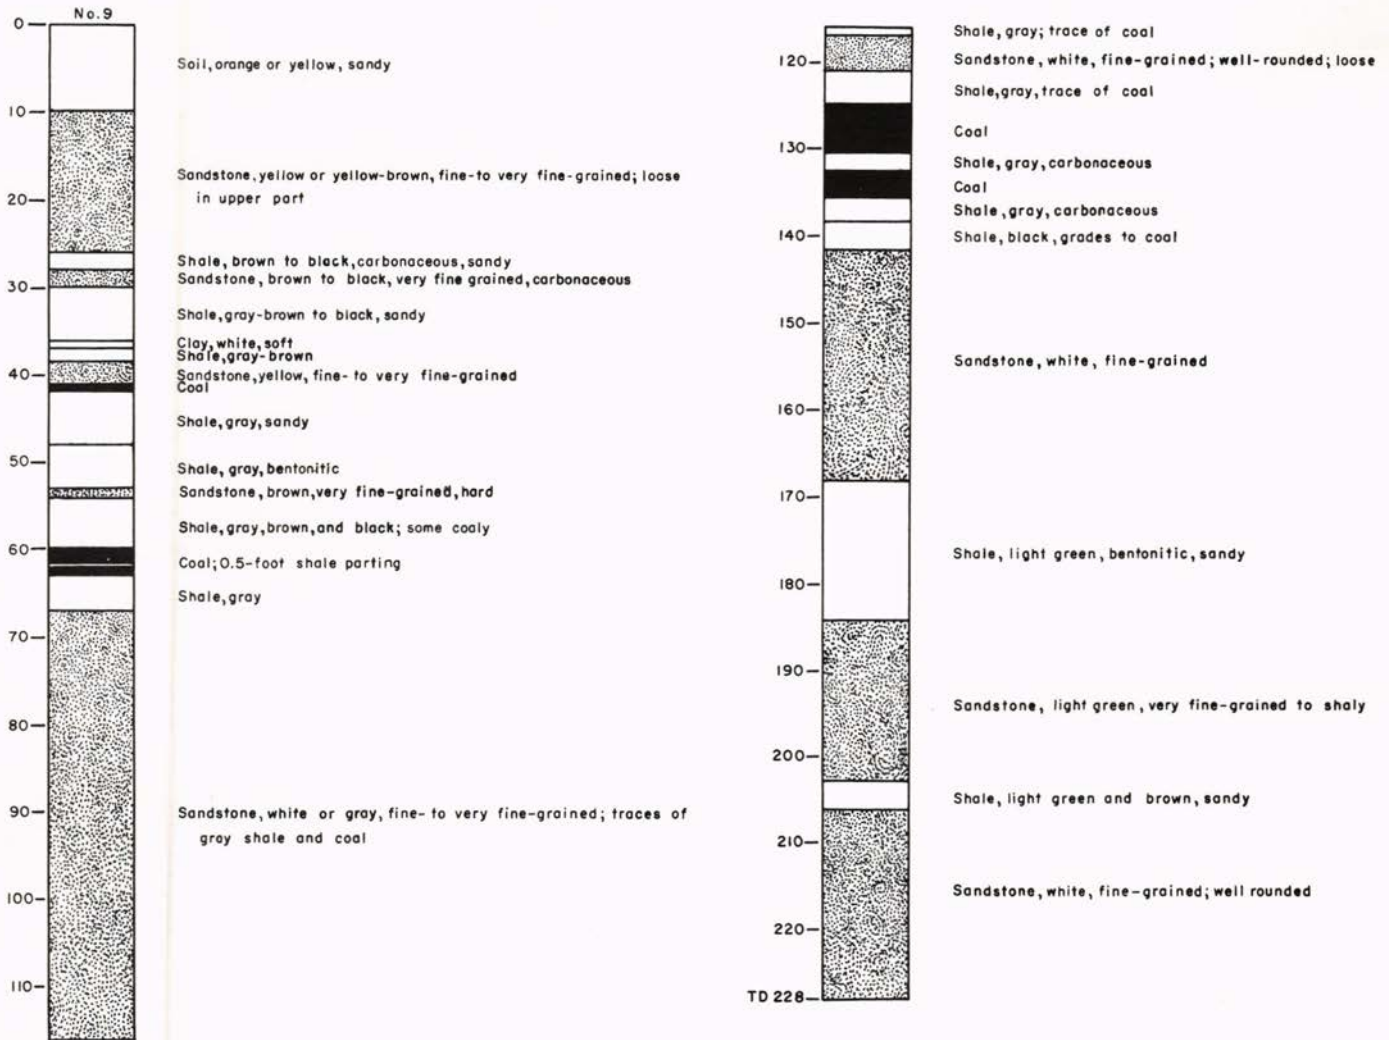 No.9
0
Soil, orange or yellow, sandy
10
Sandstone, yellow or yellow-brown, fine-to very fine-grained; loose
in upper part
20
Shale, brown to black, carbonaceous, sandy
Sandstone, brown to black, very fine grained, carbonaceous
30
Shale, gray-brown to black, sandy
Clay, white, soft
Shale, gray-brown
40
Sandstone, yellow, fine- to very fine-grained
Coal
Shale, gray, sandy
50
Shale, gray, bentonitic
Sandstone, brown, very fine-grained, hard
Shale, gray, brown, and black; some coaly
60
Coal; 0.5-foot shale parting
Shale, gray
70
80
90
Sandstone, white or gray, fine- to very fine-grained; traces of
gray shale and coal
100
110
Shale, gray; trace of coal
120
Sandstone, white, fine-grained; well-rounded; loose
Shale, gray, trace of coal
Coal
130
Shale, gray, carbonaceous
Coal
Shale, gray, carbonaceous
140
Shale, black, grades to coal
150
Sandstone, white, fine-grained
160
170
Shale, light green, bentonitic, sandy
180
190
Sandstone, light green, very fine-grained to shaly
200
Shale, light green and brown, sandy
210
Sandstone, white, fine-grained; well rounded
220
TD 228